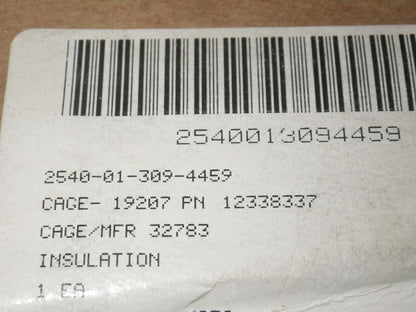 2540013094459
2540-01-309-4459
CAGE- 19207 PN 12338337
CAGE/MFR 32783
INSULATION
1 EA